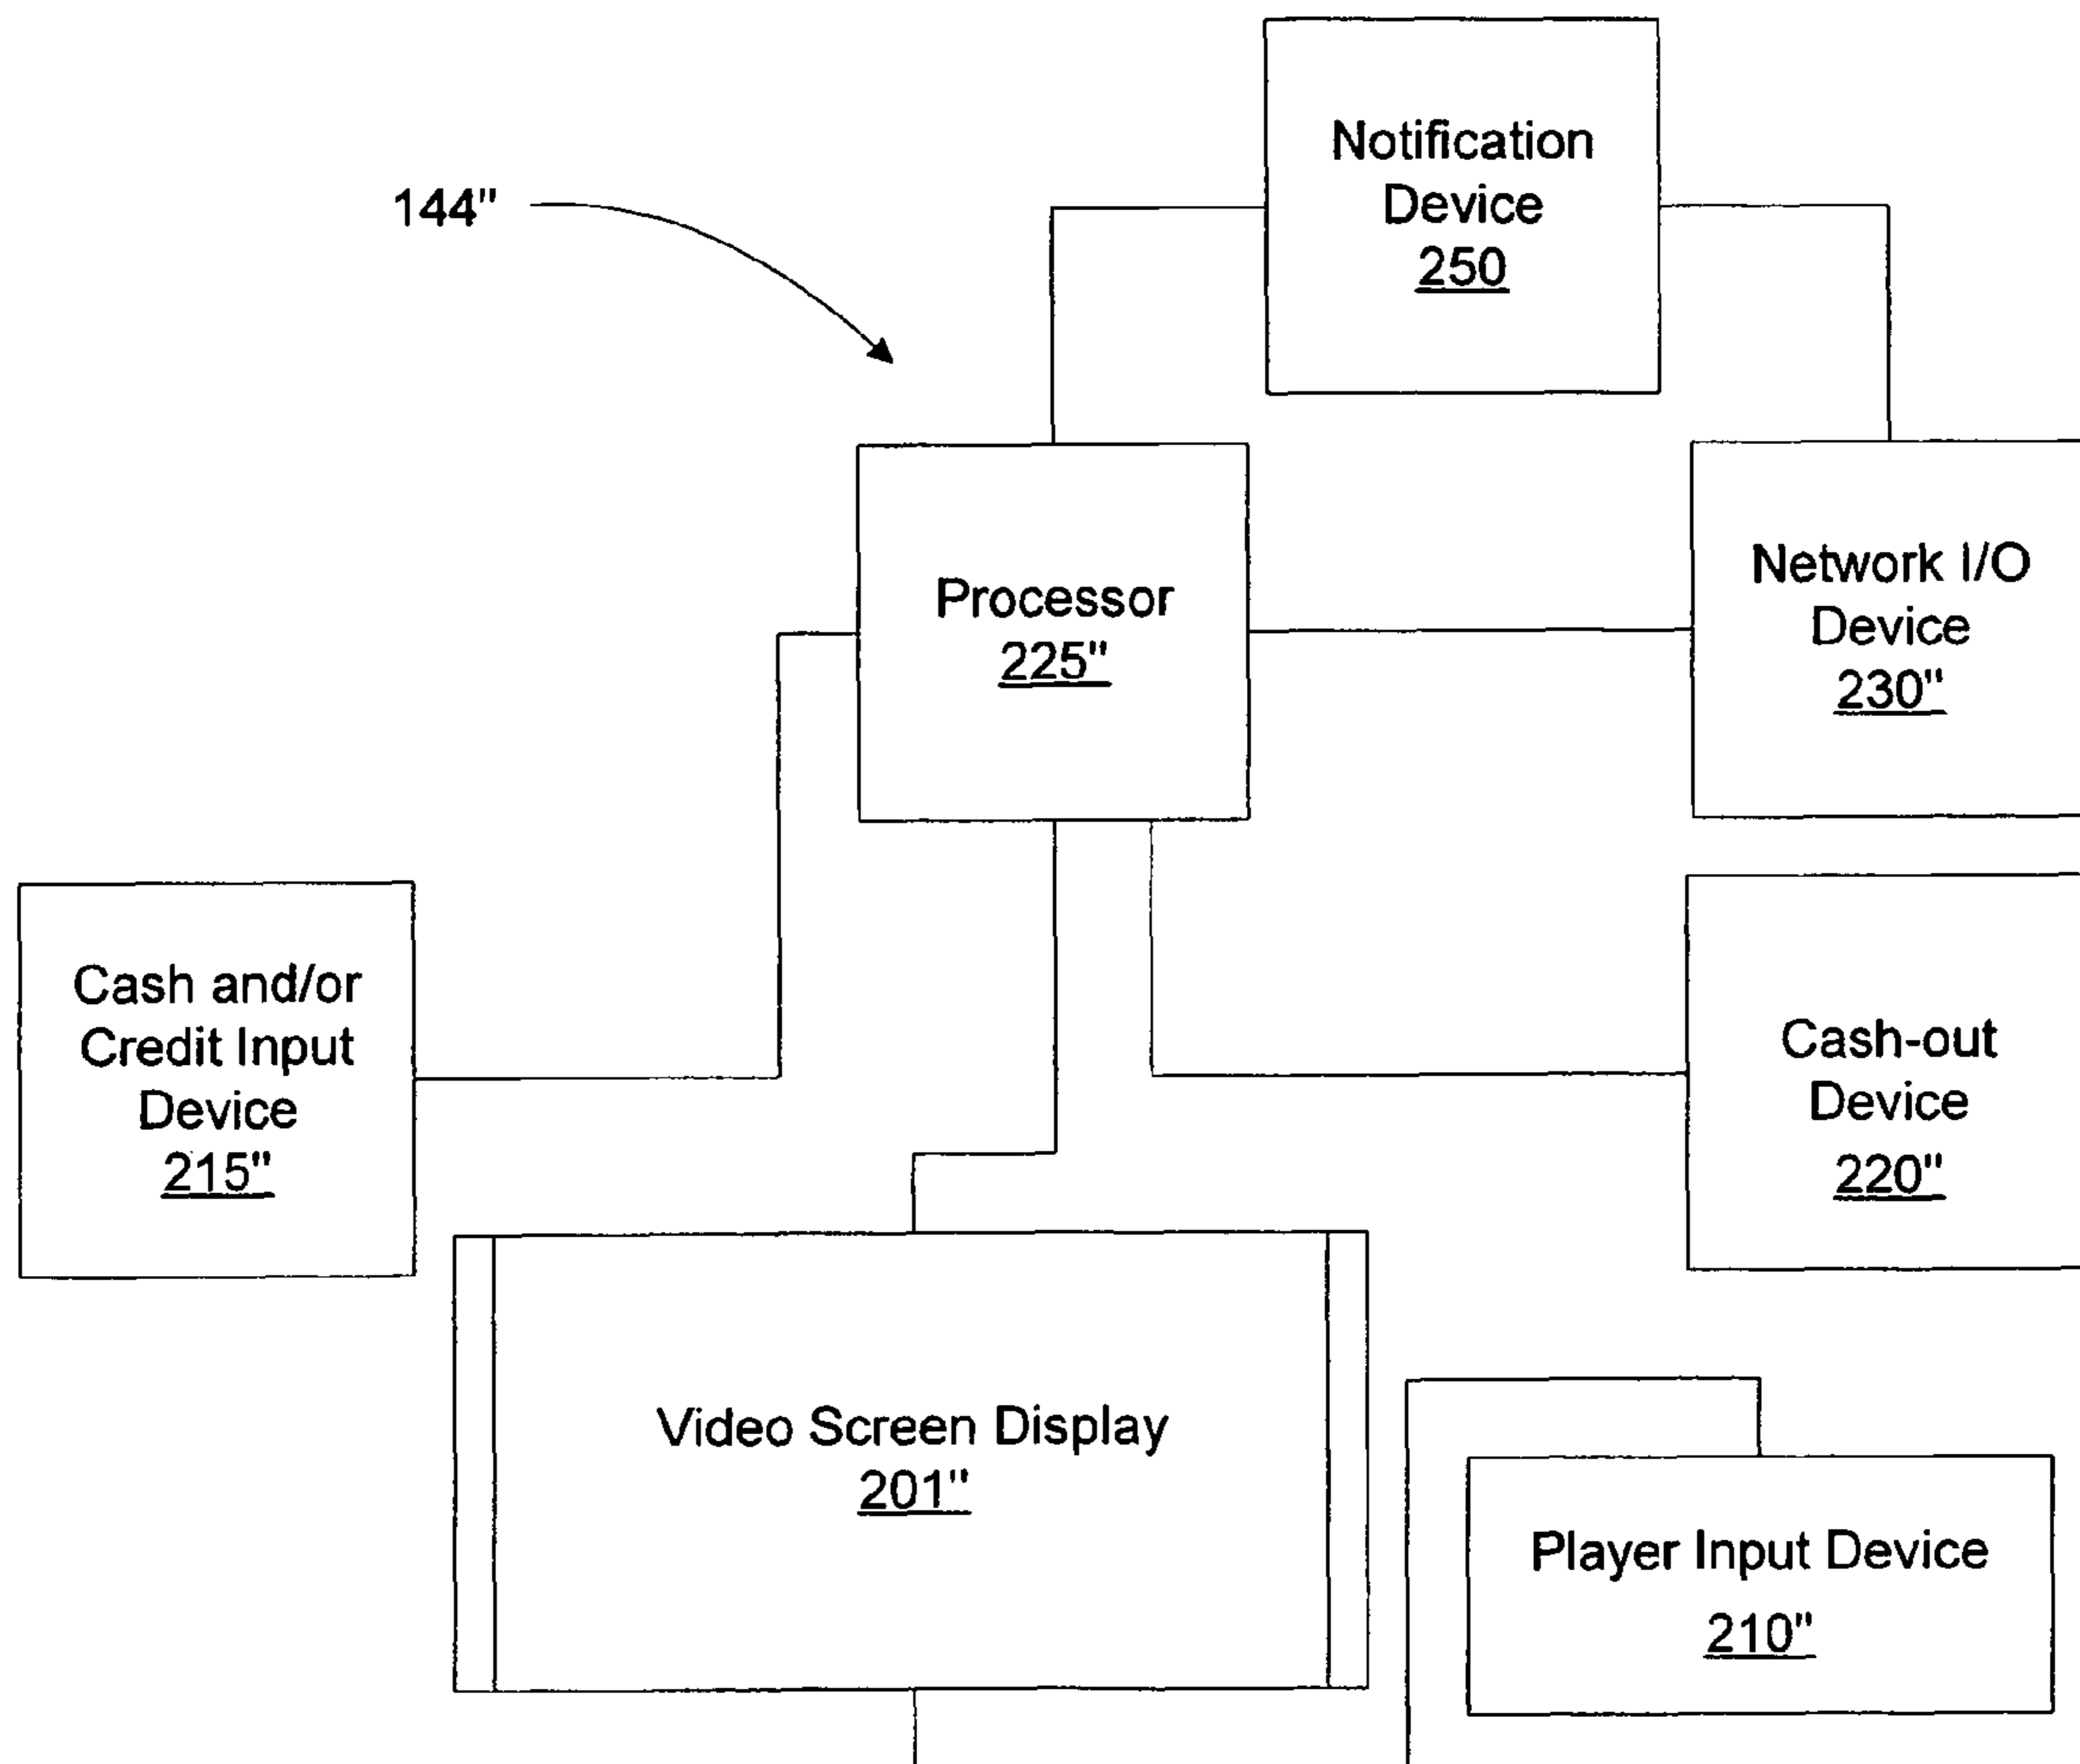 Notification
Device
250
144"
Processor
225"
Network I/O
Device
230"
Cash and/or
Credit Input
Device
215"
Cash-out
Device
220"
Video Screen Display
201"
Player Input Device
210"